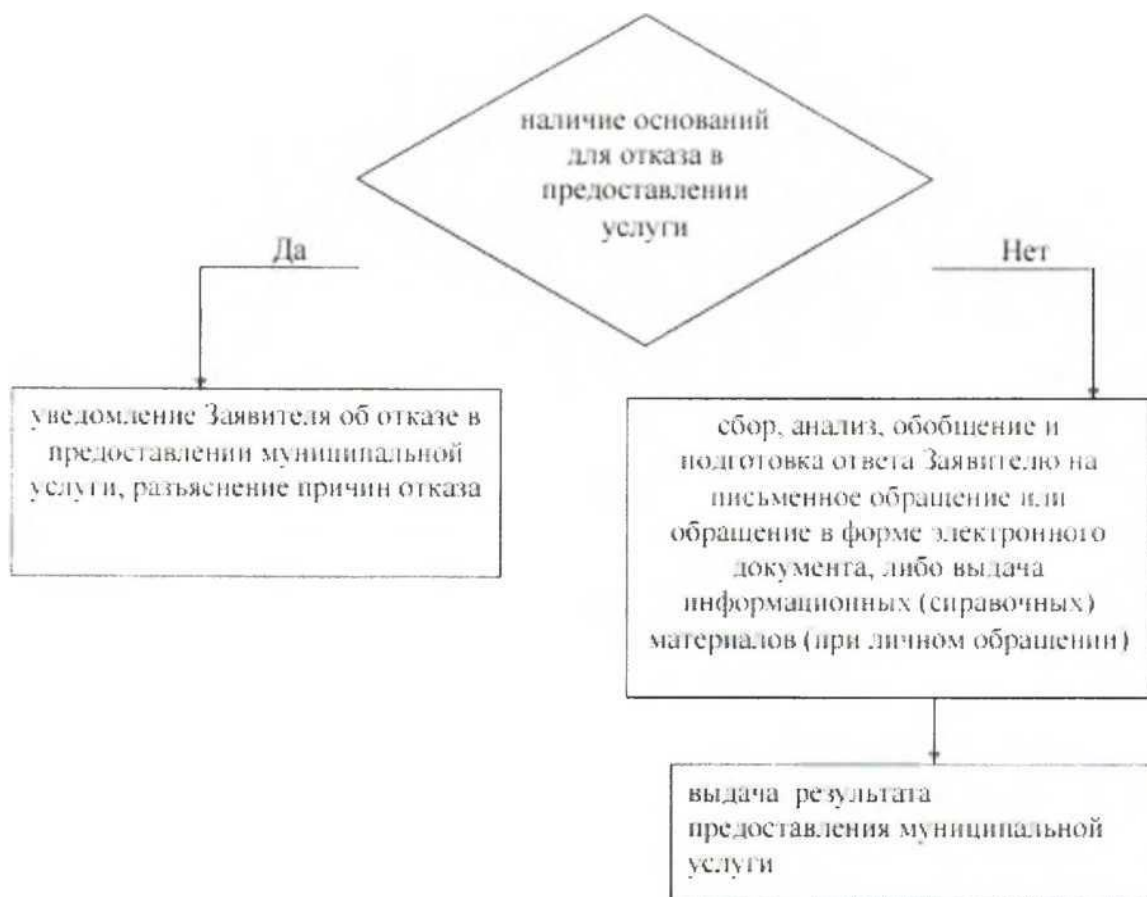 наличие оснований
для отказа в
предоставлении
услуги
Да
Нет
уведомление Заявителя об отказе в
предоставлении муниципальной
услуги, разъяснение причин отказа
сбор, анализ, обобщение и
подготовка ответа Заявителю на
письменное обращение или
обращение в форме электронного
документа, либо выдача
информационных (справочных)
материалов (при личном обращении)
выдача результата
предоставления муниципальной
услуги